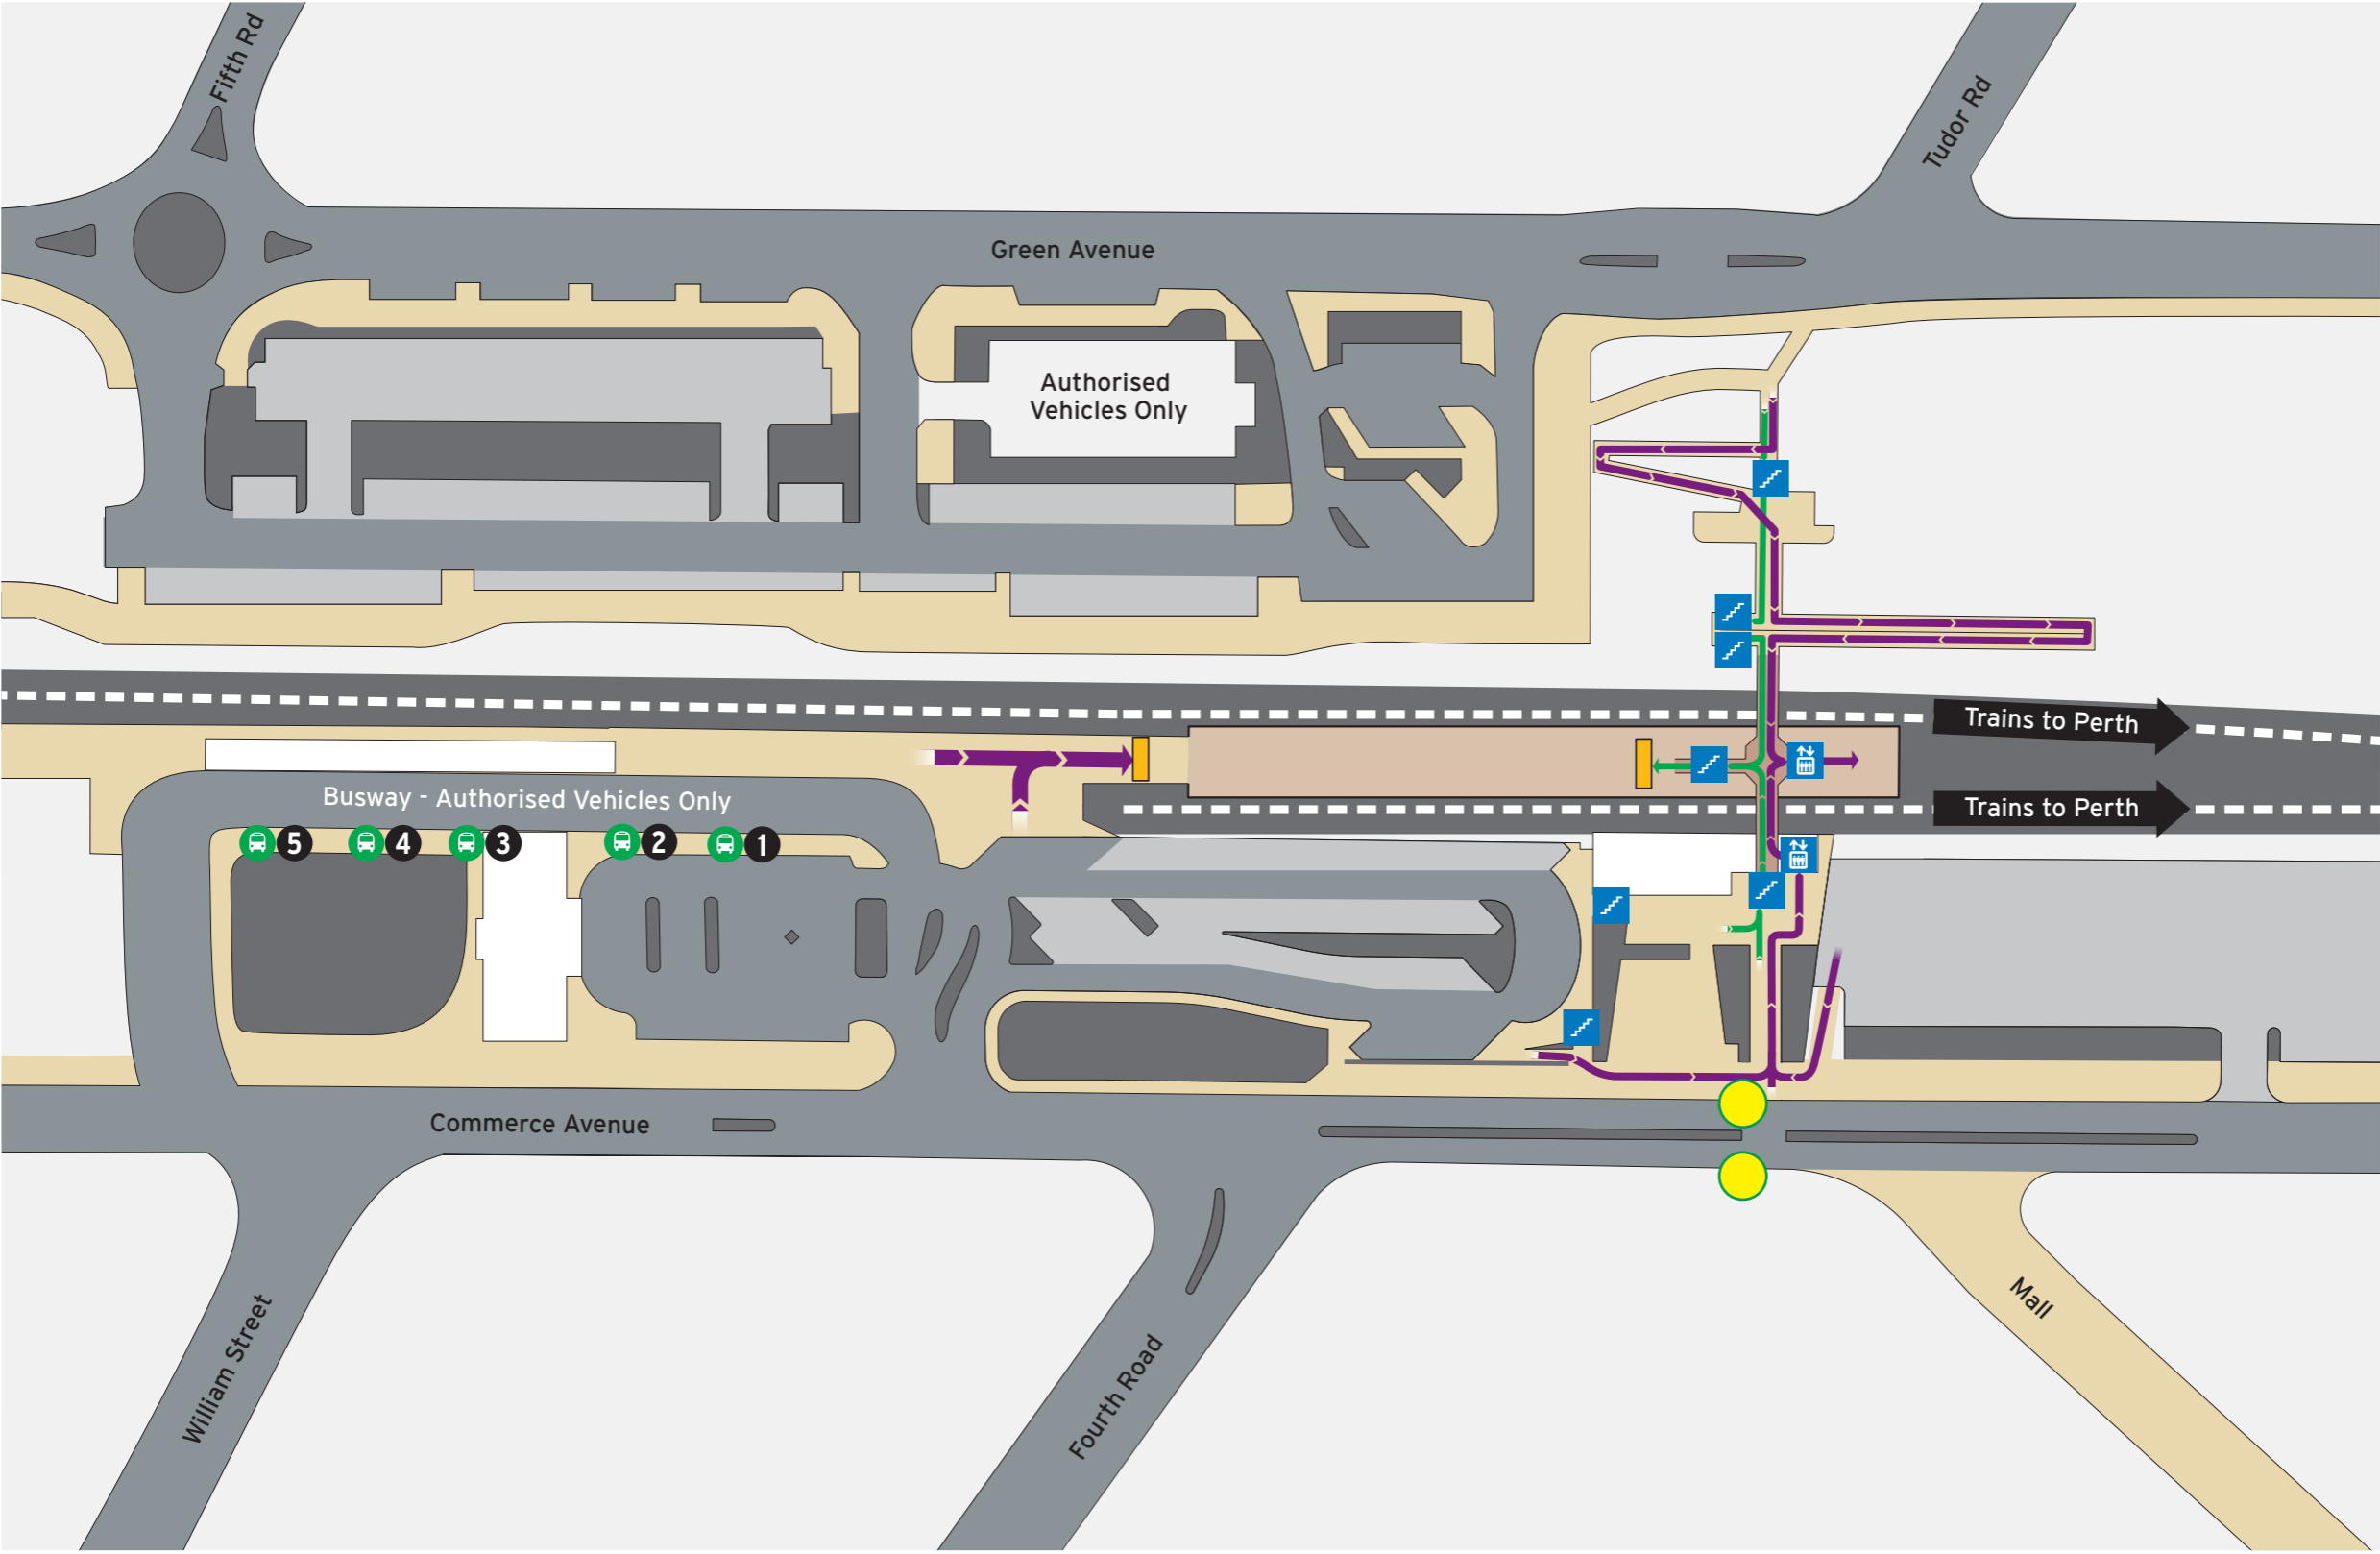 Fifth Rd
Tudor Rd
Green Avenue
Authorised
Vehicles Only
Trains to Perth
Busway - Authorised Vehicles Only
Trains to Perth
5
4
3
2
1
Commerce Avenue
Mall
William Street
Fourth Road